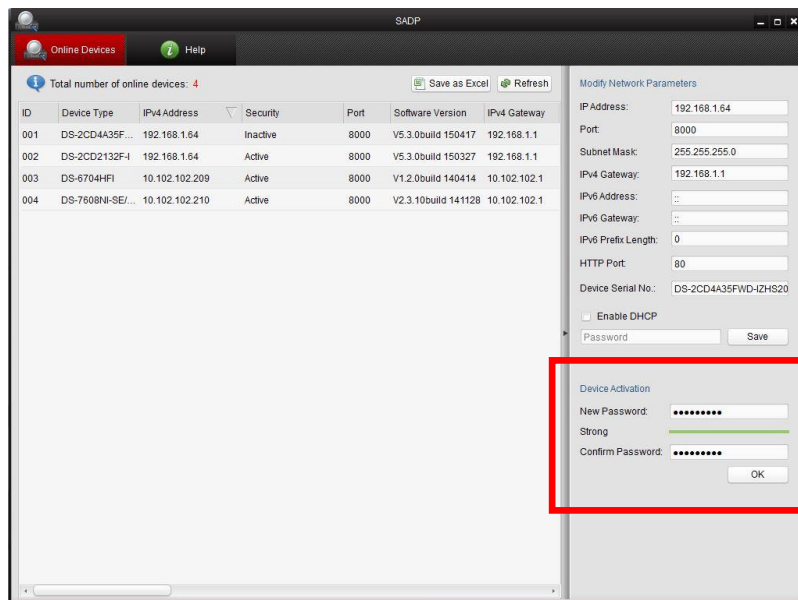 SADP
Online Devices Help
Total number of online devices: 4 Save as Excel Refresh
ID Device Type IPv4 Address Security Port Software Version IPv4 Gateway
001 DS-2CD4A35F... 192.168.1.64 Inactive 8000 V5.3.0build 150417 192.168.1.1
002 DS-2CD2132F-I 192.168.1.64 Active 8000 V5.3.0build 150327 192.168.1.1
003 DS-6704HFI 10.102.102.209 Active 8000 V1.2.0build 140414 10.102.102.1
004 DS-7608NI-SE/... 10.102.102.210 Active 8000 V2.3.10build 141128 10.102.102.1
Modify Network Parameters
IP Address: 192.168.1.64
Port: 8000
Subnet Mask: 255.255.255.0
IPv4 Gateway: 192.168.1.1
IPv6 Address: ::
IPv6 Gateway: ::
IPv6 Prefix Length: 0
HTTP Port: 80
Device Serial No.: DS-2CD4A35FWD-IZHS20
Enable DHCP
Password Save
Device Activation
New Password: ●●●●●●●●●
Strong
Confirm Password: ●●●●●●●●●
OK